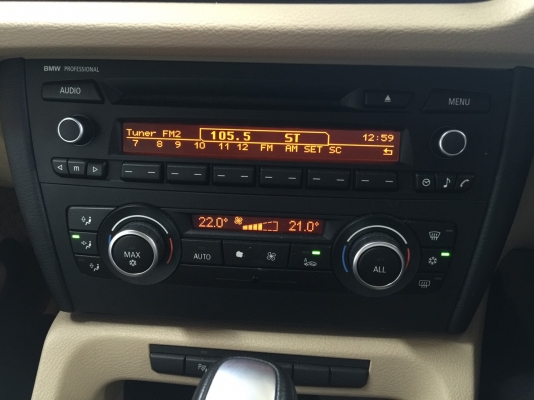 BMW PROFESSIONAL
AUDIO
MENU
Tuner FM2 105.5 ST 12:59
7 8 9 10 11 12 FM AM SET SC
m
22.0° 21.0°
MAX
AUTO
ALL